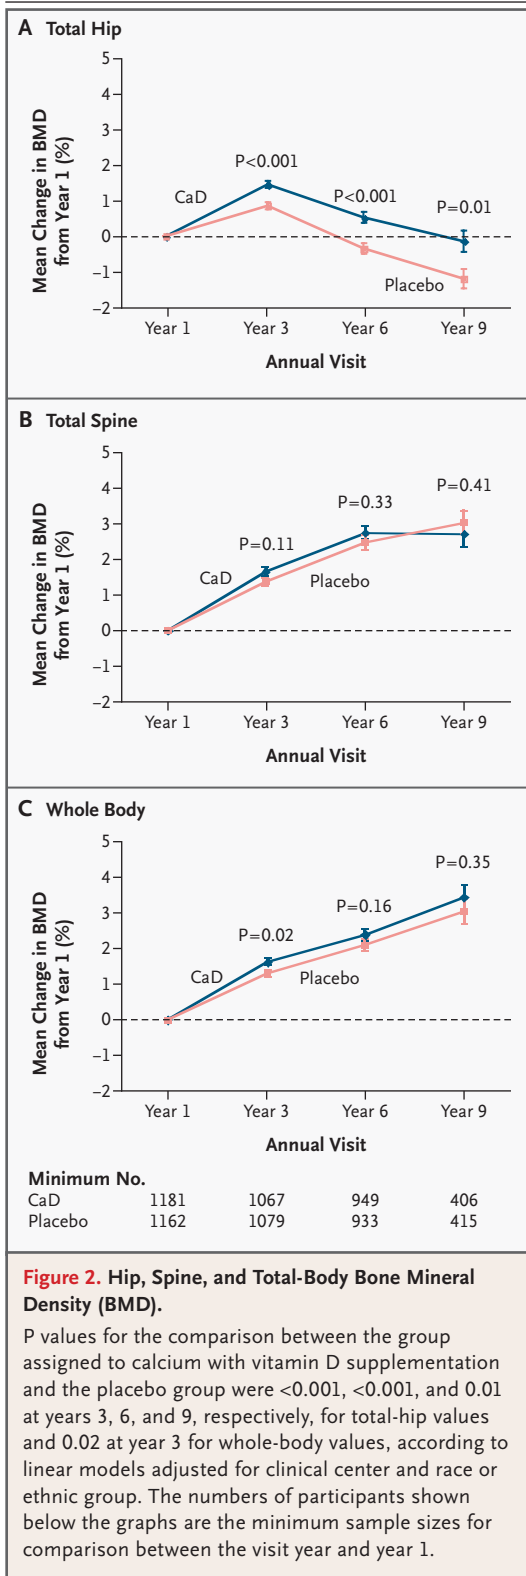 A Total Hip
5
4
3
2
1
0
−1
−2
Mean Change in BMD
from Year 1 (%)
CaD
P<0.001
P<0.001
P=0.01
Placebo
Year 1 Year 3 Year 6 Year 9
Annual Visit
B Total Spine
5
4
3
2
1
0
−1
−2
Mean Change in BMD
from Year 1 (%)
CaD
P=0.11
P=0.33
P=0.41
Placebo
Year 1 Year 3 Year 6 Year 9
Annual Visit
C Whole Body
5
4
3
2
1
0
−1
−2
Mean Change in BMD
from Year 1 (%)
CaD
P=0.02
P=0.16
P=0.35
Placebo
Year 1 Year 3 Year 6 Year 9
Annual Visit
Minimum No.
CaD 1181 1067 949 406
Placebo 1162 1079 933 415
Figure 2. Hip, Spine, and Total-Body Bone Mineral
Density (BMD).
P values for the comparison between the group
assigned to calcium with vitamin D supplementation
and the placebo group were <0.001, <0.001, and 0.01
at years 3, 6, and 9, respectively, for total-hip values
and 0.02 at year 3 for whole-body values, according to
linear models adjusted for clinical center and race or
ethnic group. The numbers of participants shown
below the graphs are the minimum sample sizes for
comparison between the visit year and year 1.